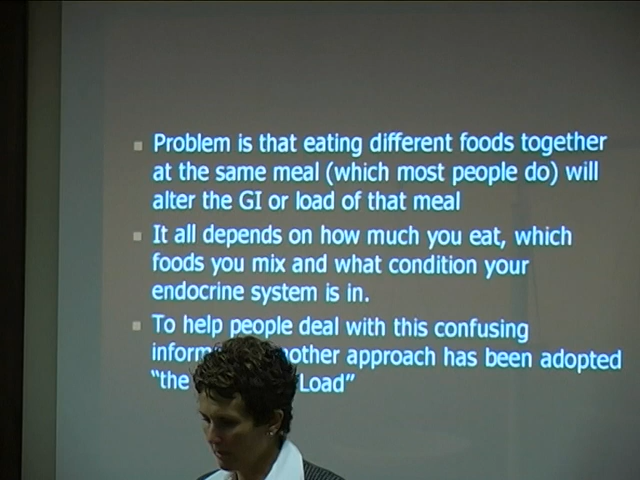 Problem is that eating different foods together
at the same meal (which most people do) will
alter the GI or load of that meal
It all depends on how much you eat, which
foods you mix and what condition your
endocrine system is in.
To help people deal with this confusing
other approach has been adopted
“the Load”